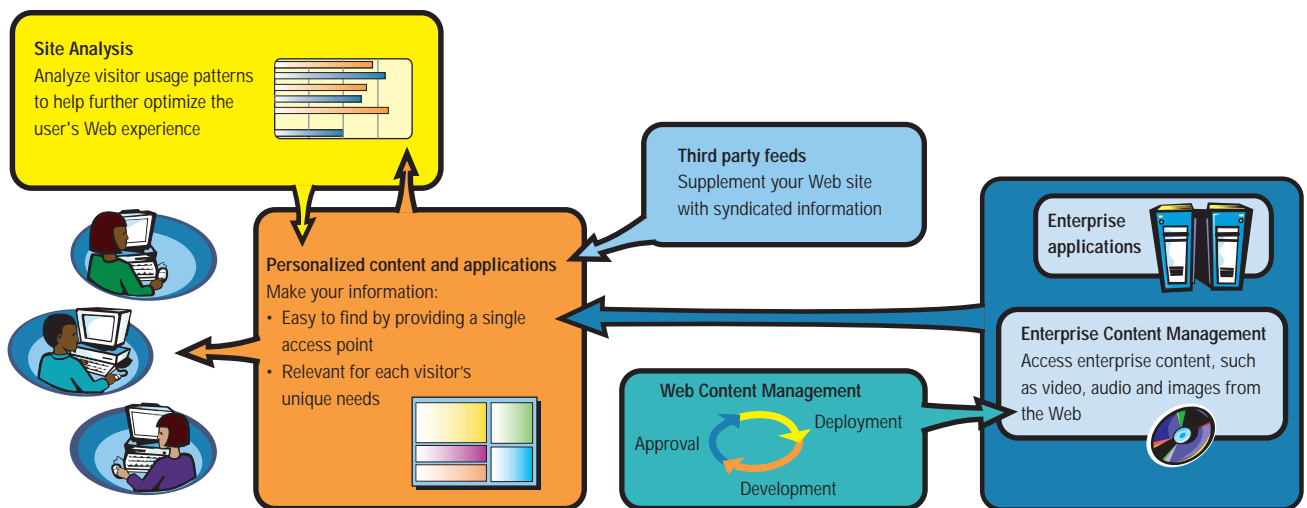 Site Analysis
Analyze visitor usage patterns
to help further optimize the
user's Web experience
Third party feeds
Supplement your Web site
with syndicated information
Enterprise
applications
Personalized content and applications
Make your information:
• Easy to find by providing a single
access point
• Relevant for each visitor's
unique needs
Enterprise Content Management
Access enterprise content, such
as video, audio and images from
the Web
Web Content Management
Deployment
Approval
Development